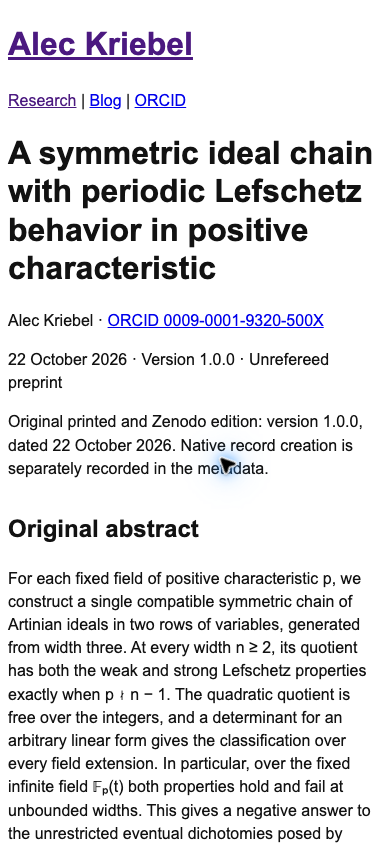 Alec Kriebel
Research | Blog | ORCID
A symmetric ideal chain
with periodic Lefschetz
behavior in positive
characteristic
Alec Kriebel · ORCID 0009-0001-9320-500X
22 October 2026 · Version 1.0.0 · Unrefereed
preprint
Original printed and Zenodo edition: version 1.0.0,
dated 22 October 2026. Native record creation is
separately recorded in the metadata.
Original abstract
For each fixed field of positive characteristic p, we
construct a single compatible symmetric chain of
Artinian ideals in two rows of variables, generated
from width three. At every width n ≥ 2, its quotient
has both the weak and strong Lefschetz properties
exactly when p ∤ n − 1. The quadratic quotient is
free over the integers, and a determinant for an
arbitrary linear form gives the classification over
every field extension. In particular, over the fixed
infinite field 𝔽ₚ(t) both properties hold and fail at
unbounded widths. This gives a negative answer to
the unrestricted eventual dichotomies posed by